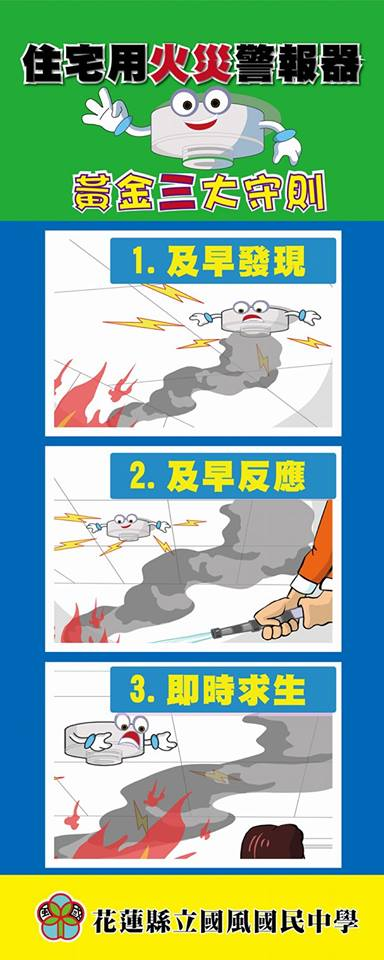 住宅用火災警報器
黃金三大守則
1. 及早發現
2. 及早反應
3. 即時求生
國風
花蓮縣立國風國民中學